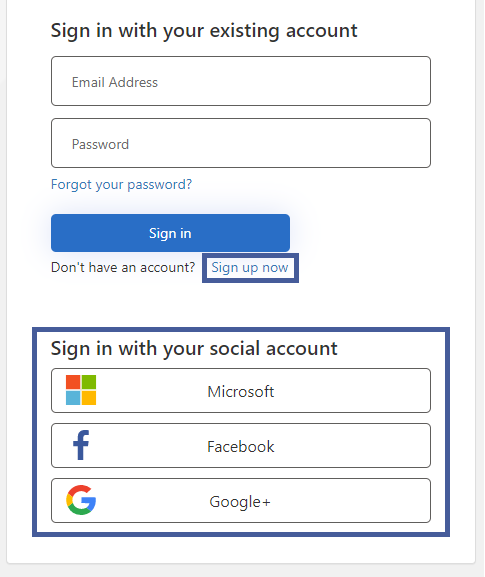 Sign in with your existing account
Email Address
Password
Forgot your password?
Sign in
Don't have an account? Sign up now
Sign in with your social account
Microsoft
Facebook
Google+